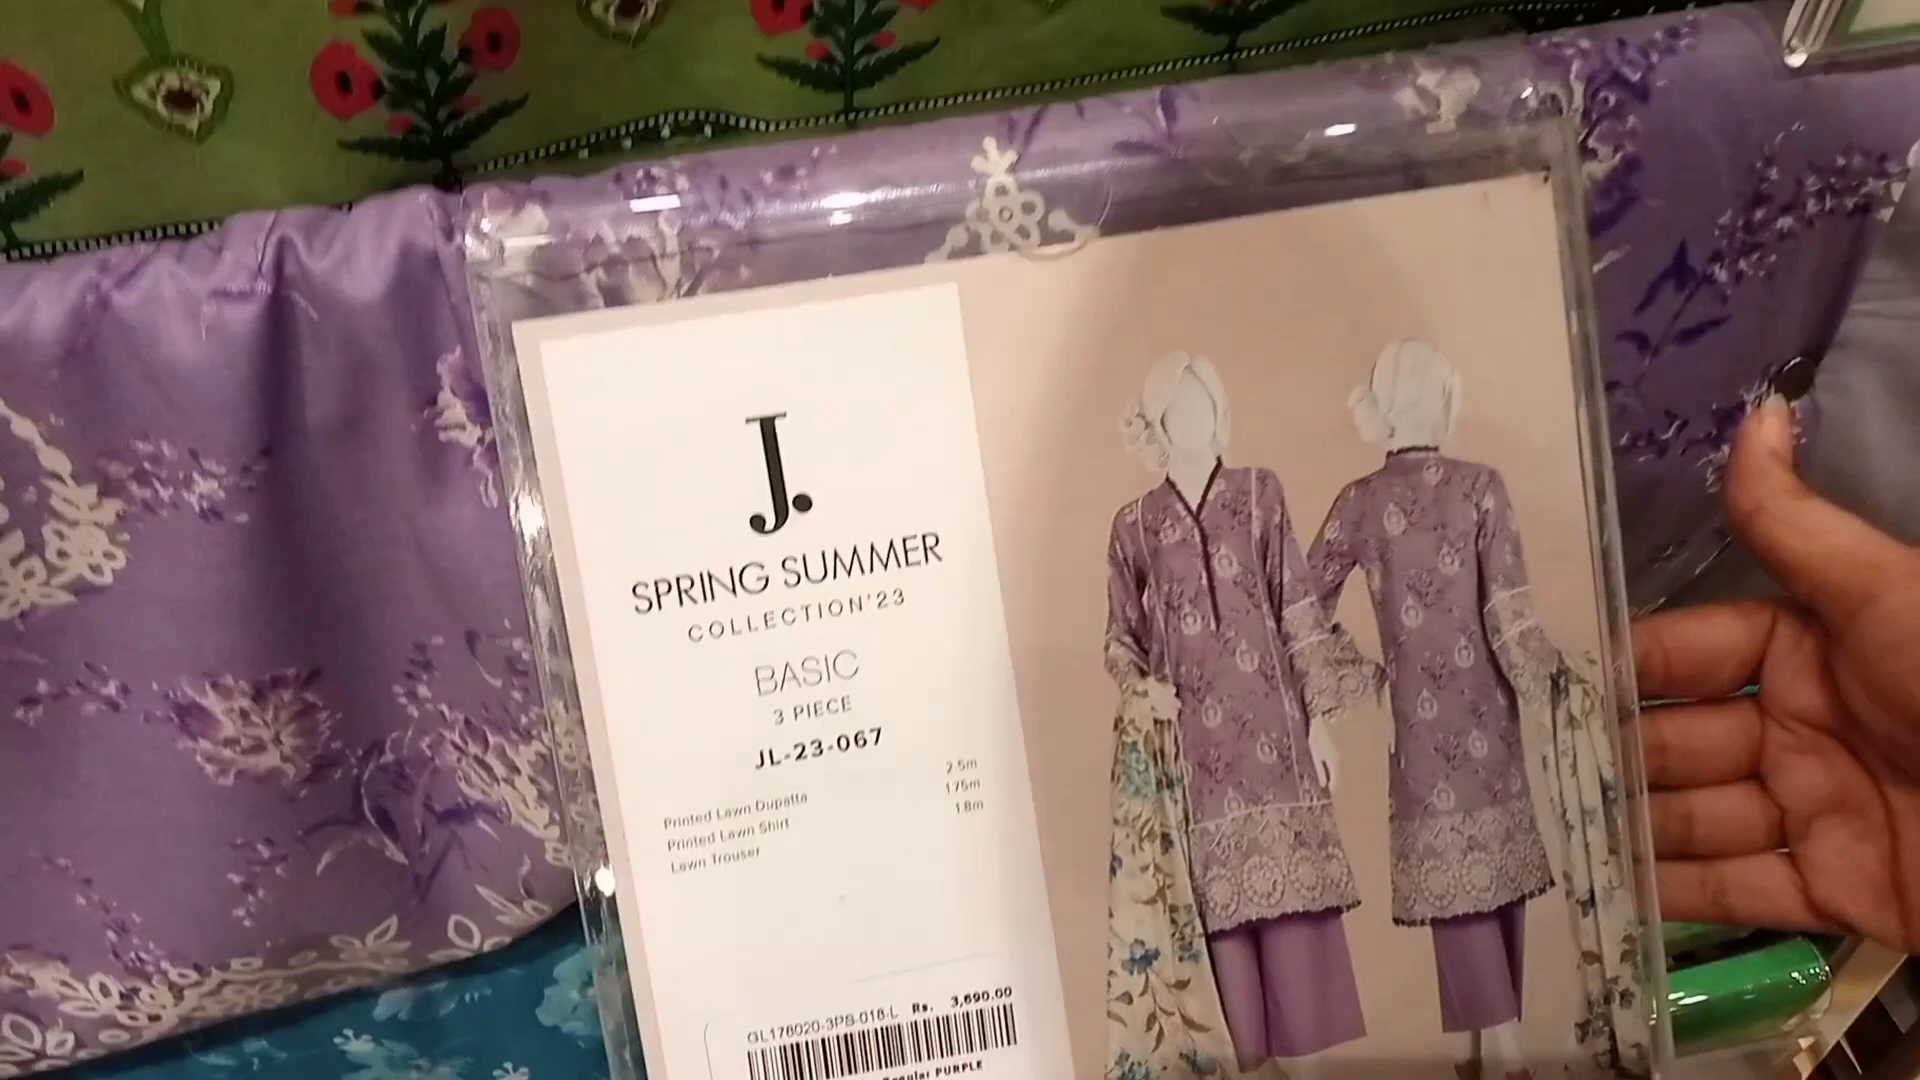 J.
SPRING SUMMER
COLLECTION'23
BASIC
3 PIECE
JL-23-067
Printed Lawn Dupatta 2.5m
Printed Lawn Shirt 1.75m
Lawn Trouser 1.8m
GL178020-3PS-018-L Rs. 3,690.00
PURPLE